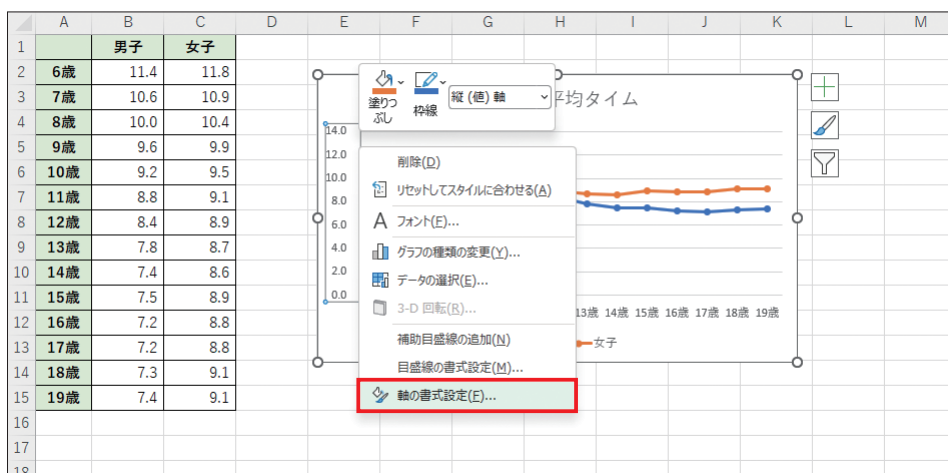 A B C D E F G H I J K L M
1 男子 女子
2 6歳 11.4 11.8
3 7歳 10.6 10.9
4 8歳 10.0 10.4
5 9歳 9.6 9.9
6 10歳 9.2 9.5
7 11歳 8.8 9.1
8 12歳 8.4 8.9
9 13歳 7.8 8.7
10 14歳 7.4 8.6
11 15歳 7.5 8.9
12 16歳 7.2 8.8
13 17歳 7.2 8.8
14 18歳 7.3 9.1
15 19歳 7.4 9.1
16
17
18
塗りつ
ぶし
枠線
縦 (値) 軸
平均タイム
14.0
12.0
10.0
8.0
6.0
4.0
2.0
0.0
削除(D)
リセットしてスタイルに合わせる(A)
A フォント(F)...
グラフの種類の変更(Y)...
データの選択(E)...
3-D 回転(R)...
補助目盛線の追加(N)
目盛線の書式設定(M)...
軸の書式設定(F)...
13歳 14歳 15歳 16歳 17歳 18歳 19歳
女子